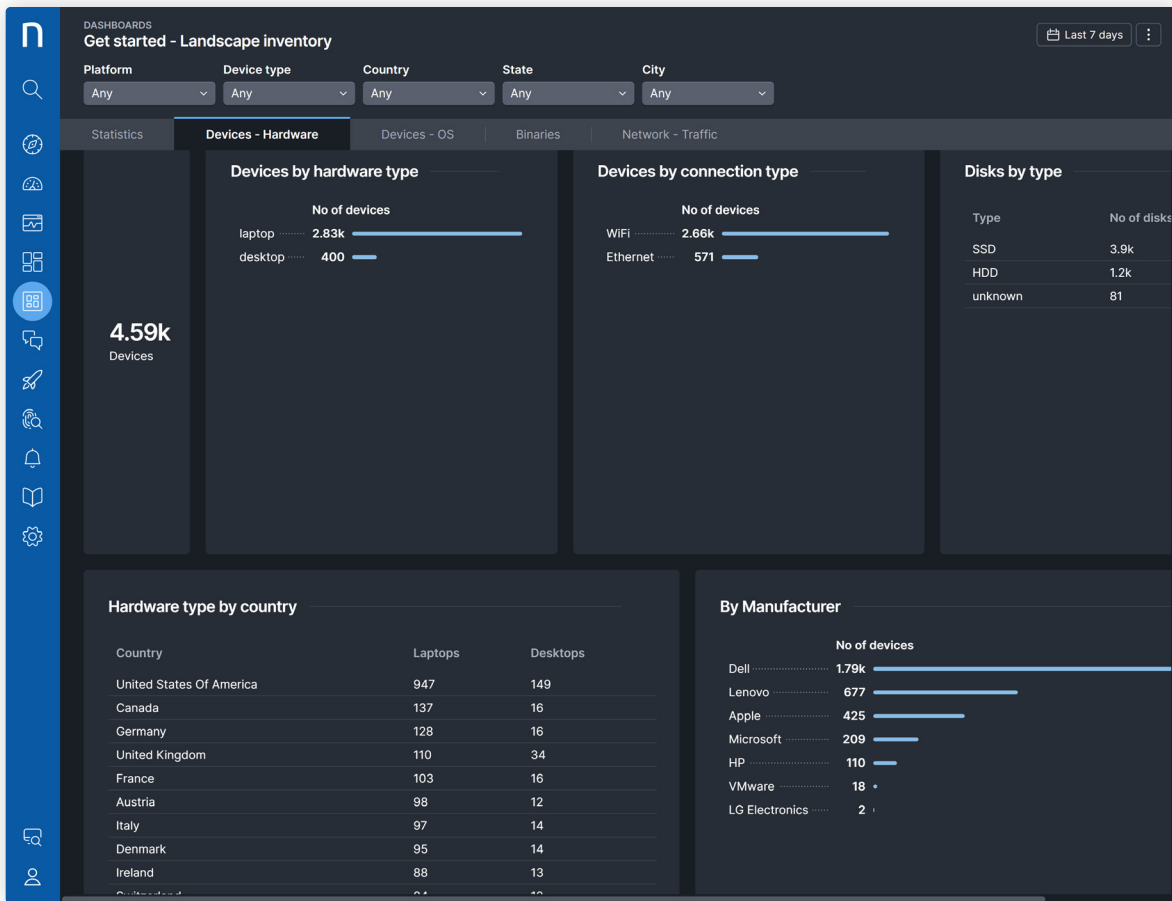 n
DASHBOARDS
Get started - Landscape inventory
Last 7 days
Platform Device type Country State City
Any Any Any Any Any
Statistics Devices - Hardware Devices - OS Binaries Network - Traffic
4.59k
Devices
Devices by hardware type
No of devices
laptop 2.83k
desktop 400
Devices by connection type
No of devices
WiFi 2.66k
Ethernet 571
Disks by type
Type No of disks
SSD 3.9k
HDD 1.2k
unknown 81
Hardware type by country
Country Laptops Desktops
United States Of America 947 149
Canada 137 16
Germany 128 16
United Kingdom 110 34
France 103 16
Austria 98 12
Italy 97 14
Denmark 95 14
Ireland 88 13
By Manufacturer
No of devices
Dell 1.79k
Lenovo 677
Apple 425
Microsoft 209
HP 110
VMware 18
LG Electronics 2